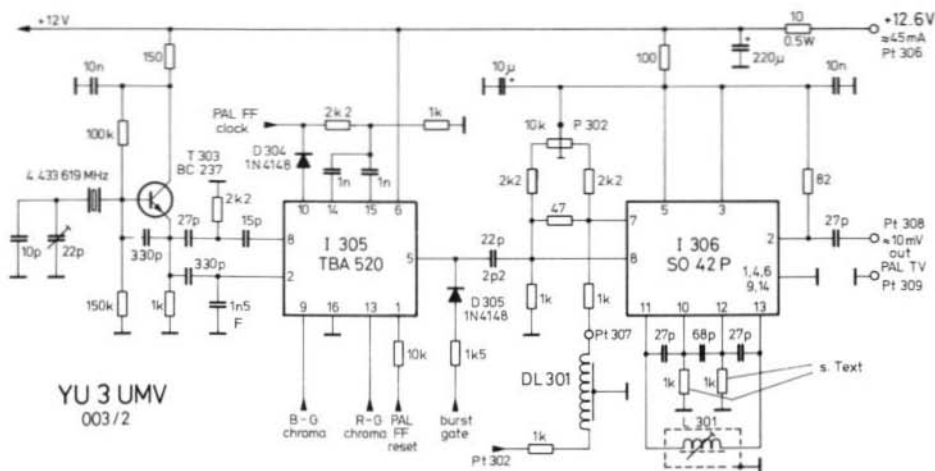 +12V
10
0.5W
+12.6V
≈45mA
Pt 306
150
10n
100k
4 433 619 MHz
T 303
BC 237
PAL FF
clock
2k2
1k
D 304
1N4148
1n
1n
2k2
27p
15p
330p
330p
10p
22p
150k
1k
1n5
F
10
14
15
6
8
2
5
I 305
TBA 520
9
16
13
1
10k
B-G
chroma
R-G
chroma
PAL
FF
reset
D 305
1N4148
1k5
burst
gate
22p
2p2
10µ
+
10k
P 302
2k2
2k2
47
1k
1k
Pt 307
DL 301
1k
Pt 302
100
220µ
+
10n
82
27p
Pt 308
≈10mV
out
PAL TV
Pt 309
5
3
7
8
2
I 306
SO 42 P
1,4,6
9,14
11
10
12
13
27p
68p
27p
1k
1k
s. Text
L 301
YU 3 UMV
003/2